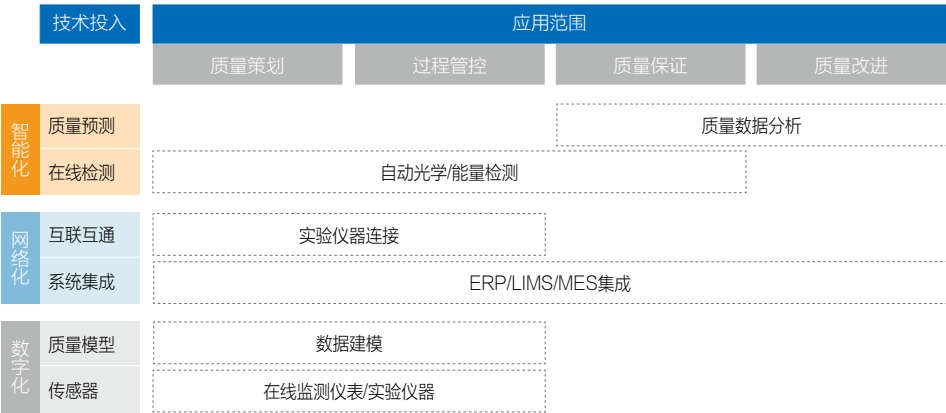 技术投入
应用范围
质量策划
过程管控
质量保证
质量改进
智能化
质量预测
质量数据分析
在线检测
自动光学/能量检测
网络化
互联互通
实验仪器连接
系统集成
ERP/LIMS/MES集成
数字化
质量模型
数据建模
传感器
在线监测仪表/实验仪器